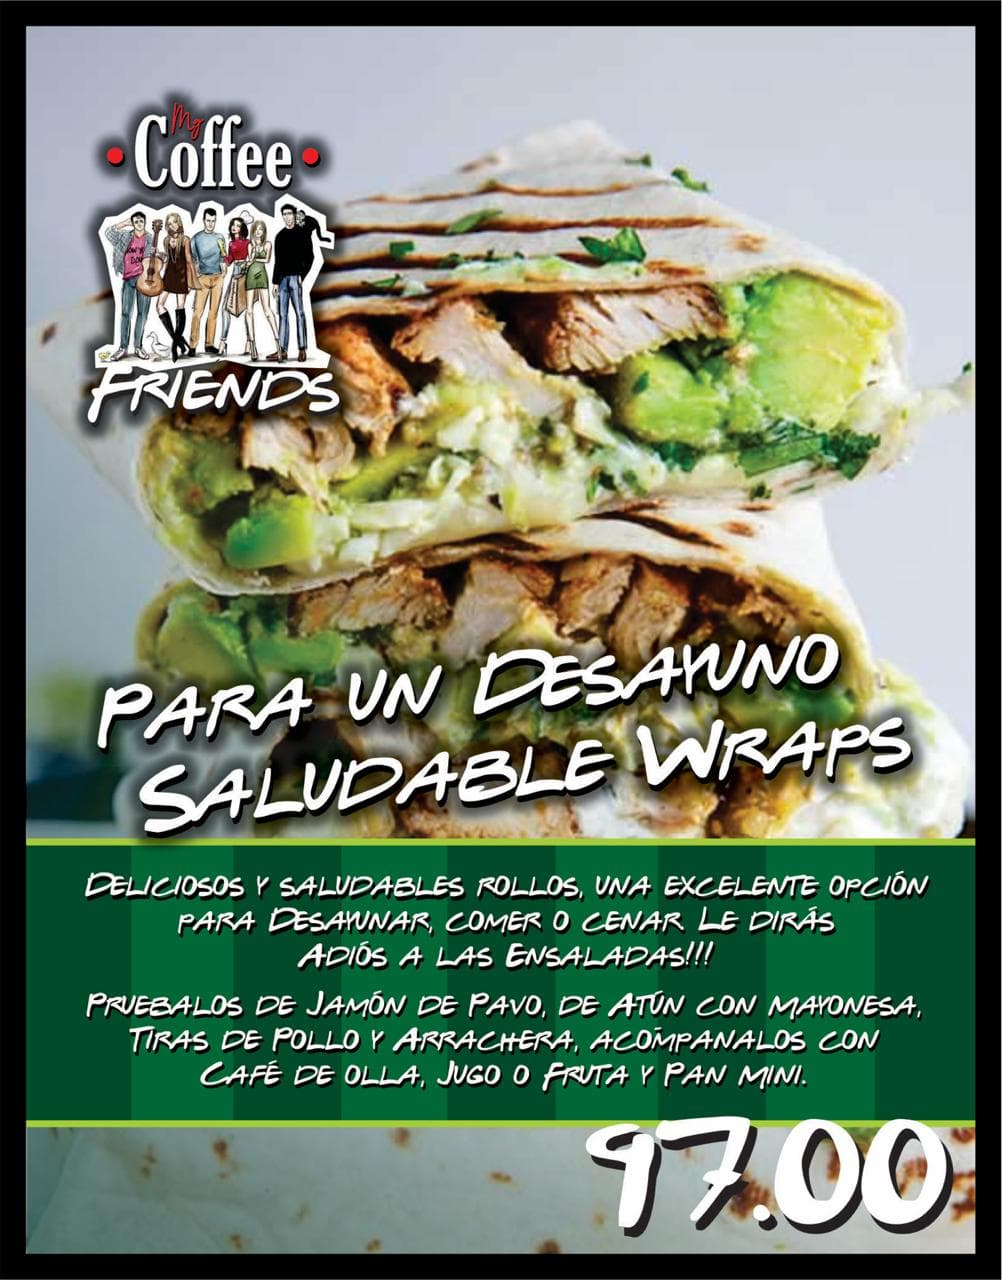 My
Coffee
FRIENDS
PARA UN DESAYUNO
SALUDABLE WRAPS
DELICIOSOS Y SALUDABLES ROLLOS, UNA EXCELENTE OPCIÓN
PARA DESAYUNAR, COMER O CENAR. LE DIRÁS
ADIÓS A LAS ENSALADAS!!!
PRUEBALOS DE JAMÓN DE PAVO, DE ATÚN CON MAYONESA,
TIRAS DE POLLO Y ARRACHERA, ACOMPANALOS CON
CAFÉ DE OLLA, JUGO O FRUTA Y PAN MINI.
97.00